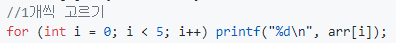 //1개씩 고르기
for (int i = 0; i < 5; i++) printf("%d\n", arr[i]);